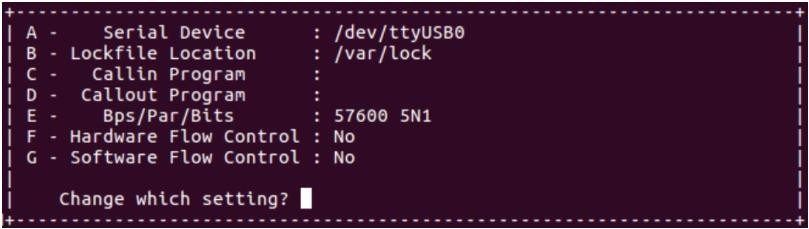 A - Serial Device : /dev/ttyUSB0
B - Lockfile Location : /var/lock
C - Callin Program :
D - Callout Program :
E - Bps/Par/Bits : 57600 5N1
F - Hardware Flow Control : No
G - Software Flow Control : No
Change which setting?